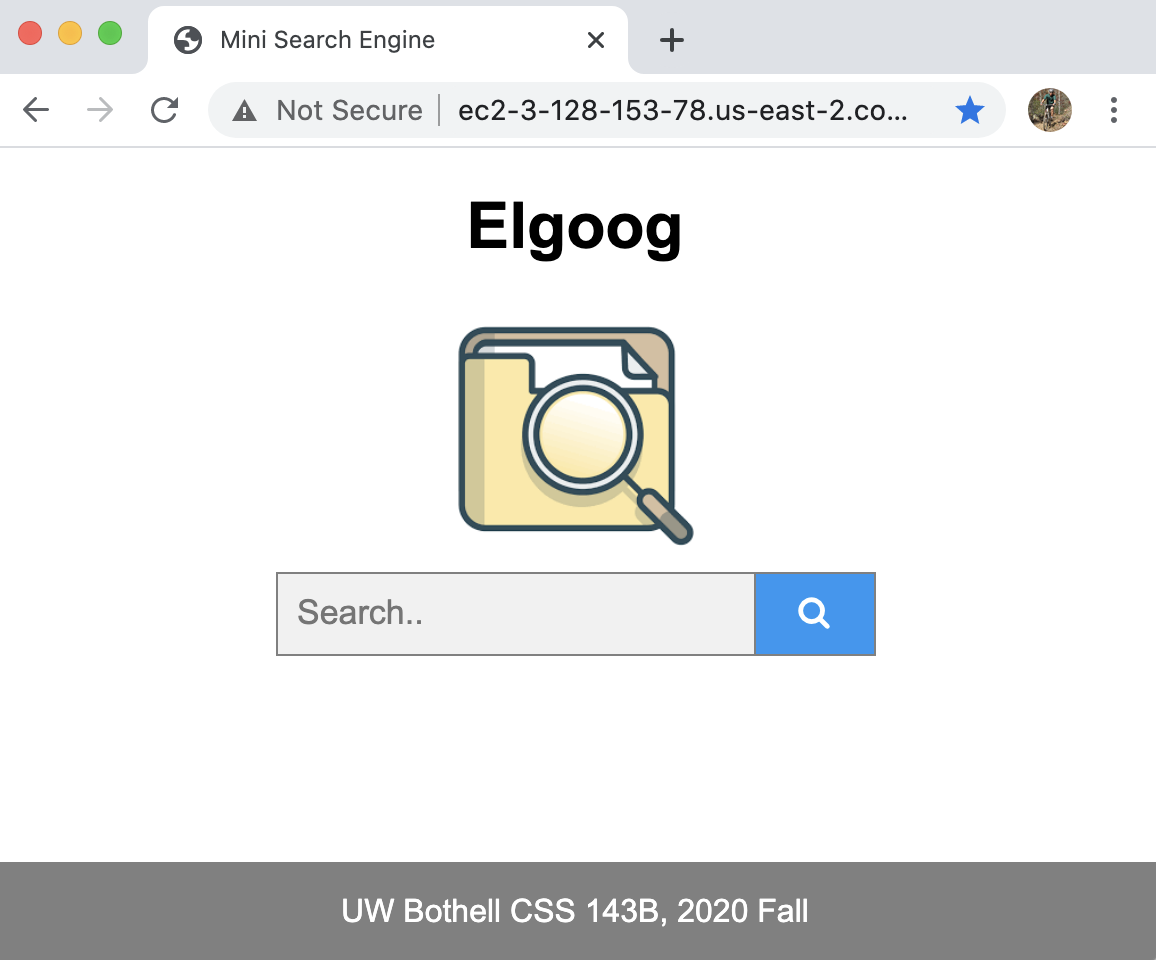 Mini Search Engine
Not Secure
ec2-3-128-153-78.us-east-2.co...
Elgoog
Search..
UW Bothell CSS 143B, 2020 Fall